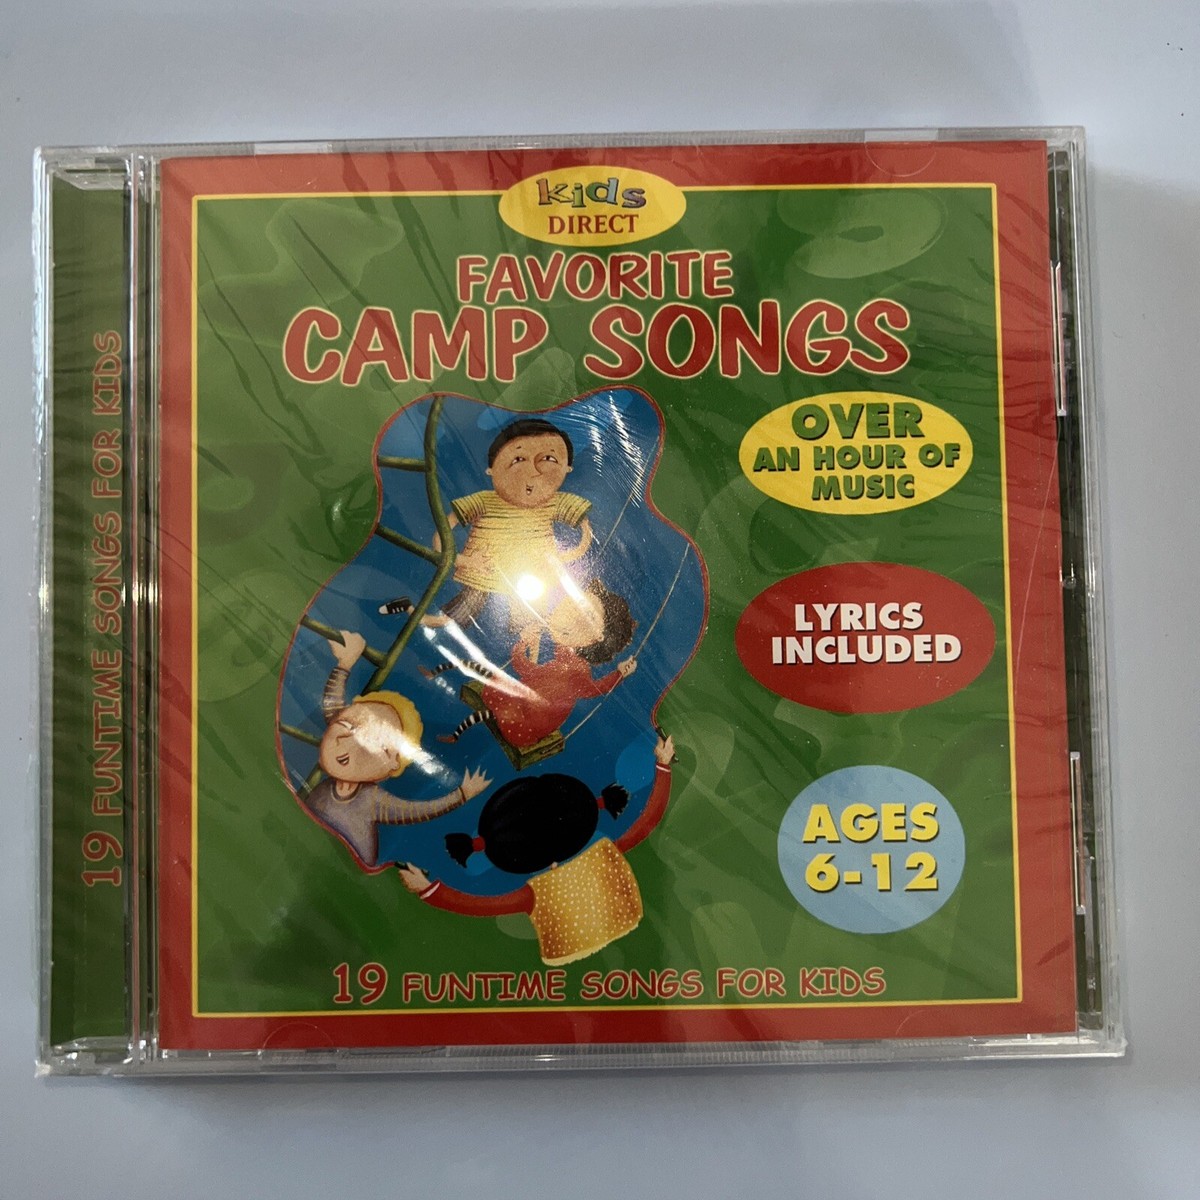 kids
DIRECT
FAVORITE
CAMP SONGS
OVER
AN HOUR OF
MUSIC
LYRICS
INCLUDED
AGES
6-12
19 FUNTIME SONGS FOR KIDS
19 FUNTIME SONGS FOR KIDS